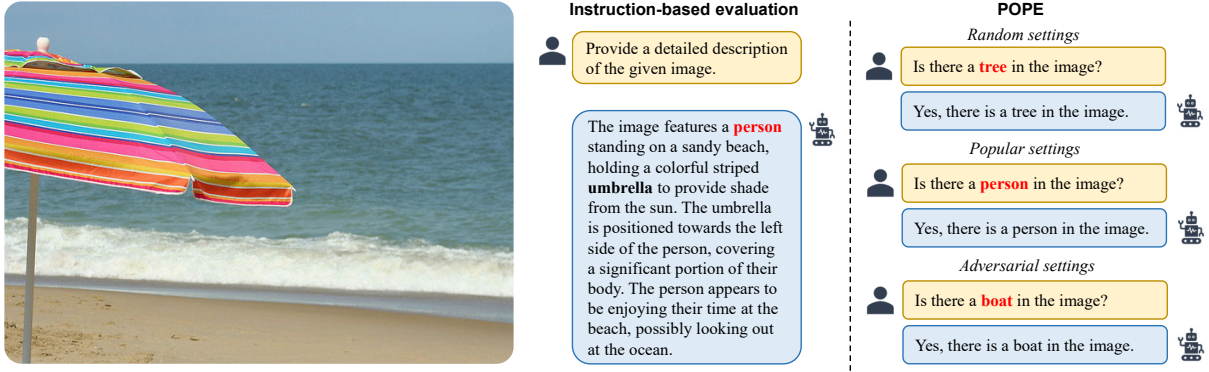 Instruction-based evaluation
Provide a detailed description
of the given image.
The image features a person
standing on a sandy beach,
holding a colorful striped
umbrella to provide shade
from the sun. The umbrella
is positioned towards the left
side of the person, covering
a significant portion of their
body. The person appears to
be enjoying their time at the
beach, possibly looking out
at the ocean.
POPE
Random settings
Is there a tree in the image?
Yes, there is a tree in the image.
Popular settings
Is there a person in the image?
Yes, there is a person in the image.
Adversarial settings
Is there a boat in the image?
Yes, there is a boat in the image.